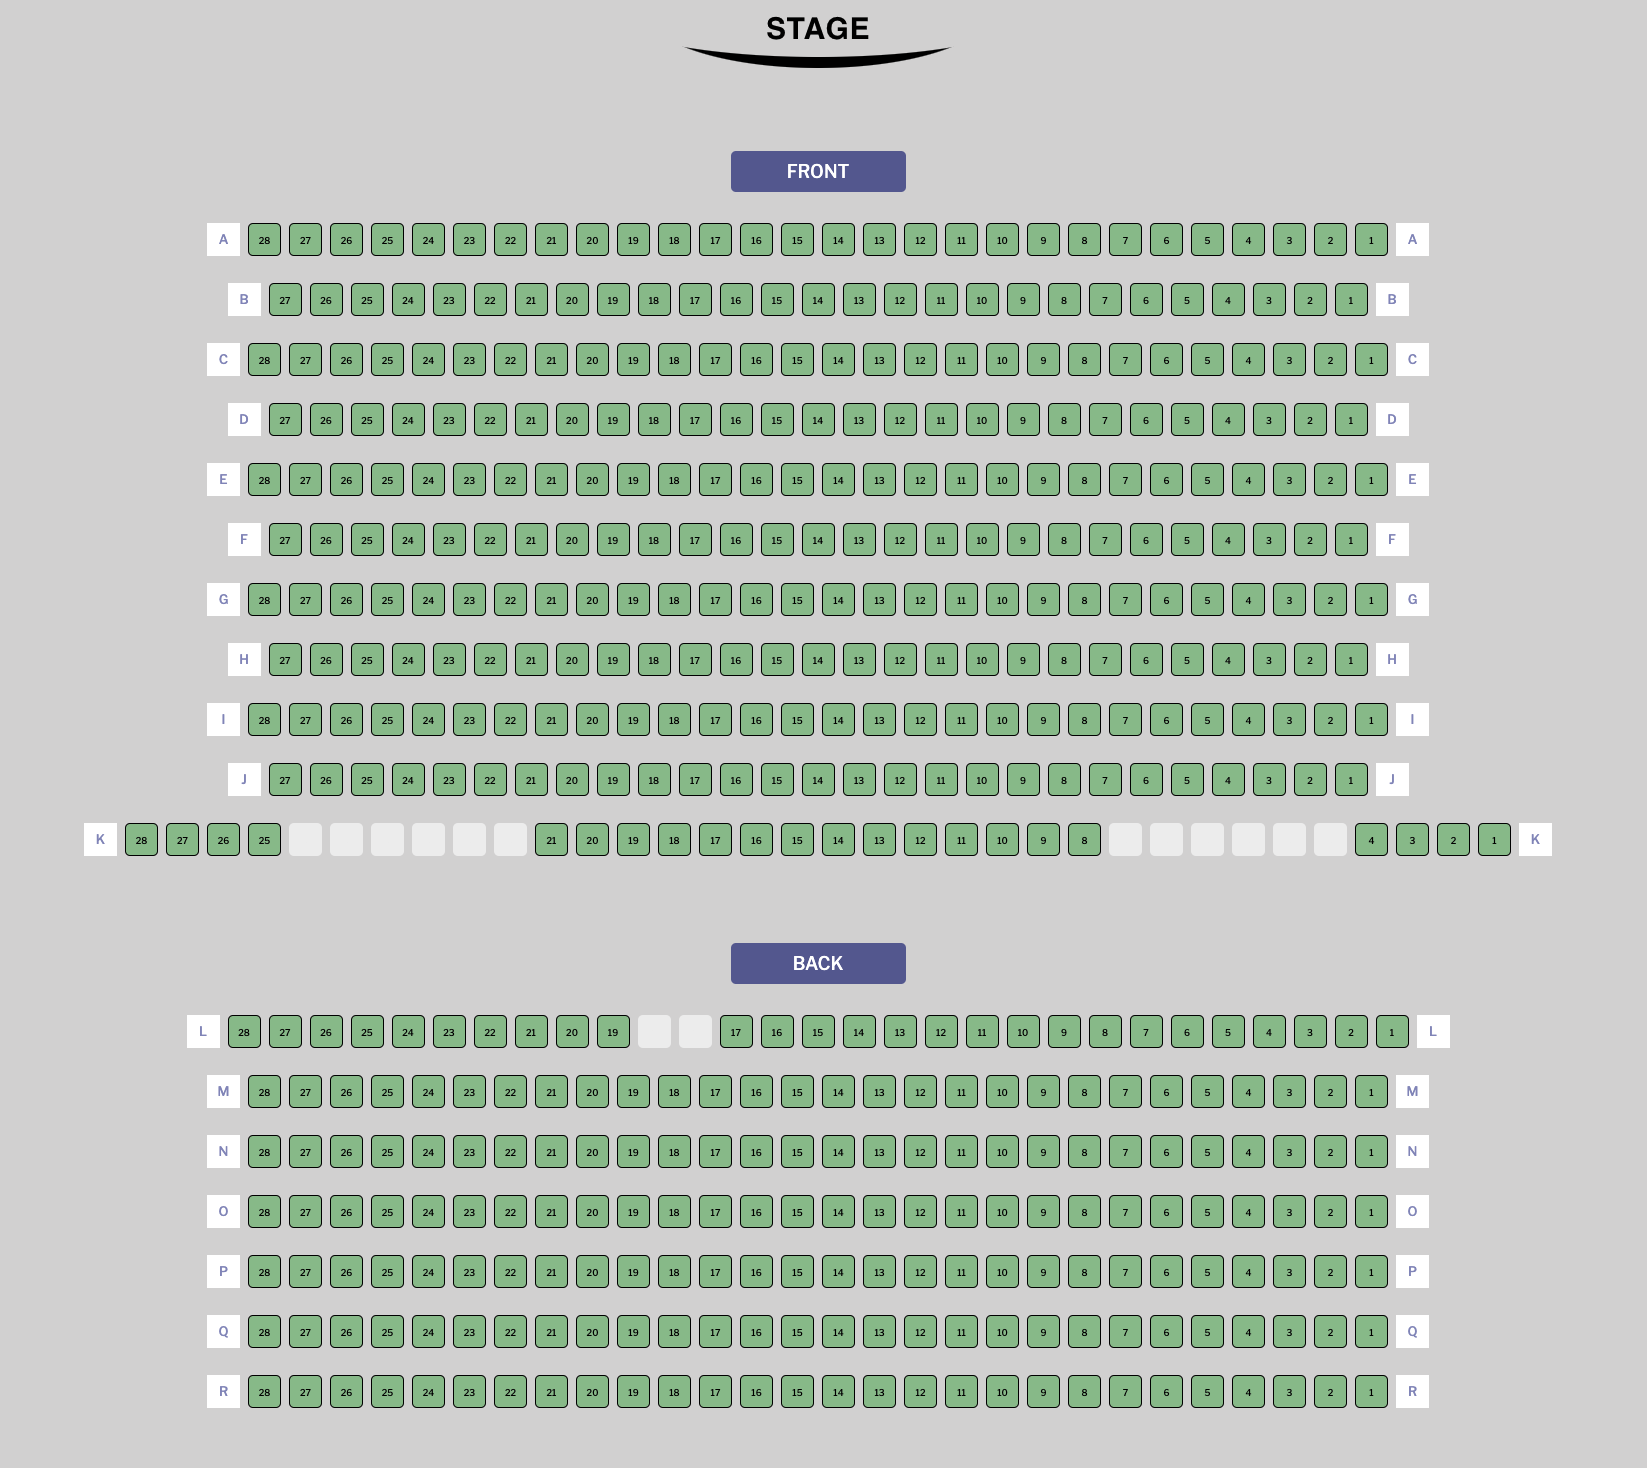 STAGE
FRONT
A 28 27 26 25 24 23 22 21 20 19 18 17 16 15 14 13 12 11 10 9 8 7 6 5 4 3 2 1 A
B 27 26 25 24 23 22 21 20 19 18 17 16 15 14 13 12 11 10 9 8 7 6 5 4 3 2 1 B
C 28 27 26 25 24 23 22 21 20 19 18 17 16 15 14 13 12 11 10 9 8 7 6 5 4 3 2 1 C
D 27 26 25 24 23 22 21 20 19 18 17 16 15 14 13 12 11 10 9 8 7 6 5 4 3 2 1 D
E 28 27 26 25 24 23 22 21 20 19 18 17 16 15 14 13 12 11 10 9 8 7 6 5 4 3 2 1 E
F 27 26 25 24 23 22 21 20 19 18 17 16 15 14 13 12 11 10 9 8 7 6 5 4 3 2 1 F
G 28 27 26 25 24 23 22 21 20 19 18 17 16 15 14 13 12 11 10 9 8 7 6 5 4 3 2 1 G
H 27 26 25 24 23 22 21 20 19 18 17 16 15 14 13 12 11 10 9 8 7 6 5 4 3 2 1 H
I 28 27 26 25 24 23 22 21 20 19 18 17 16 15 14 13 12 11 10 9 8 7 6 5 4 3 2 1 I
J 27 26 25 24 23 22 21 20 19 18 17 16 15 14 13 12 11 10 9 8 7 6 5 4 3 2 1 J
K 28 27 26 25 21 20 19 18 17 16 15 14 13 12 11 10 9 8 4 3 2 1 K
BACK
L 28 27 26 25 24 23 22 21 20 19 17 16 15 14 13 12 11 10 9 8 7 6 5 4 3 2 1 L
M 28 27 26 25 24 23 22 21 20 19 18 17 16 15 14 13 12 11 10 9 8 7 6 5 4 3 2 1 M
N 28 27 26 25 24 23 22 21 20 19 18 17 16 15 14 13 12 11 10 9 8 7 6 5 4 3 2 1 N
O 28 27 26 25 24 23 22 21 20 19 18 17 16 15 14 13 12 11 10 9 8 7 6 5 4 3 2 1 O
P 28 27 26 25 24 23 22 21 20 19 18 17 16 15 14 13 12 11 10 9 8 7 6 5 4 3 2 1 P
Q 28 27 26 25 24 23 22 21 20 19 18 17 16 15 14 13 12 11 10 9 8 7 6 5 4 3 2 1 Q
R 28 27 26 25 24 23 22 21 20 19 18 17 16 15 14 13 12 11 10 9 8 7 6 5 4 3 2 1 R